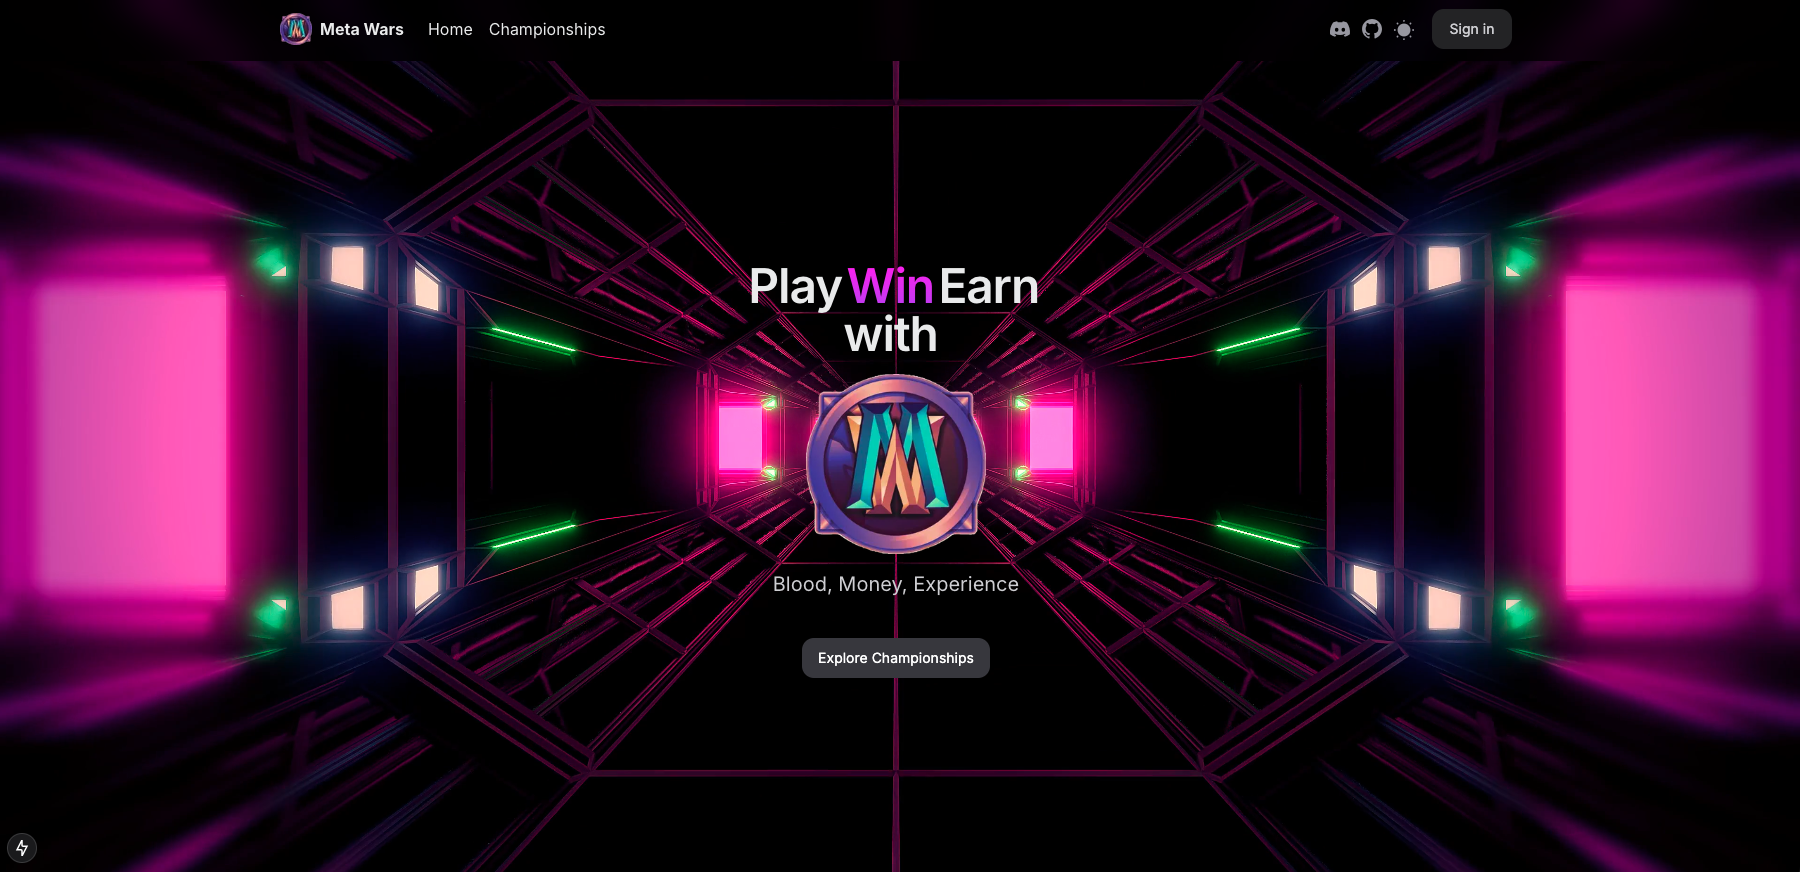 Meta Wars Home Championships Sign in
Play Win Earn
with
Blood, Money, Experience
Explore Championships